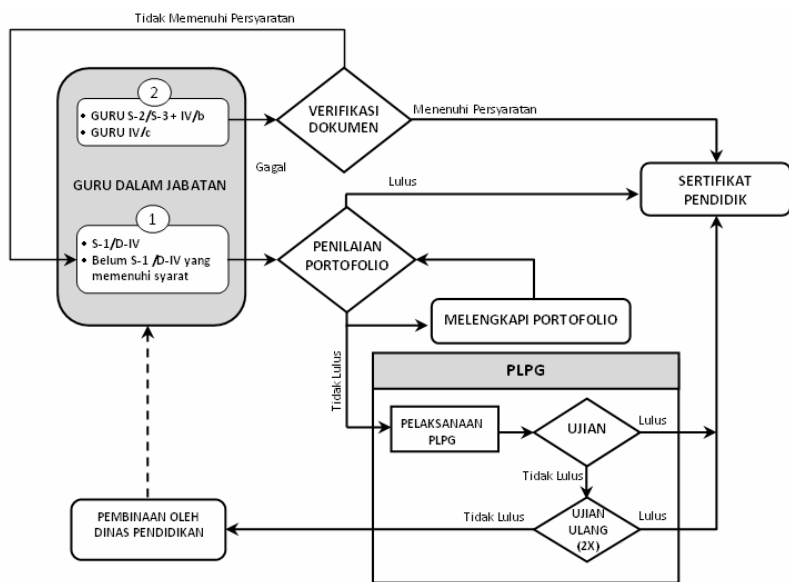 Tidak Memenuhi Persyaratan
2
• GURU S-2/S-3 + IV/b
• GURU IV/c
VERIFIKASI
DOKUMEN
Menenuhi Persyaratan
Gagal
GURU DALAM JABATAN
Lulus
SERTIFIKAT
PENDIDIK
1
• S-1/D-IV
• Belum S-1 /D-IV yang
memenuhi syarat
PENILAIAN
PORTOFOLIO
MELENGKAPI PORTOFOLIO
Tidak Lulus
PLPG
PELAKSANAAN
PLPG
UJIAN
Lulus
Tidak Lulus
PEMBINAAN OLEH
DINAS PENDIDIKAN
Tidak Lulus
UJIAN
ULANG
(2X)
Lulus